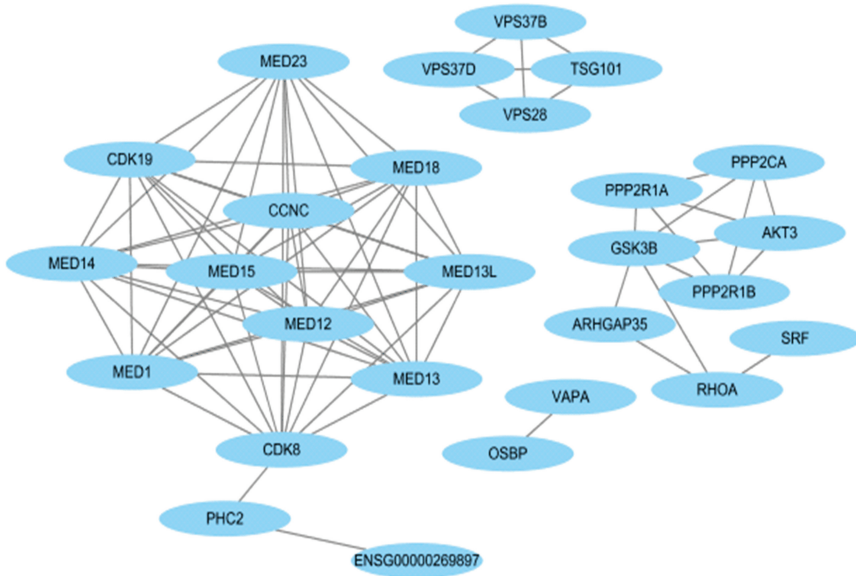 VPS37B
MED23
VPS37D
TSG101
VPS28
CDK19
MED18
PPP2CA
PPP2R1A
CCNC
AKT3
GSK3B
MED14
MED15
MED13L
PPP2R1B
MED12
ARHGAP35
SRF
MED1
MED13
RHOA
VAPA
CDK8
OSBP
PHC2
ENSG00000269897